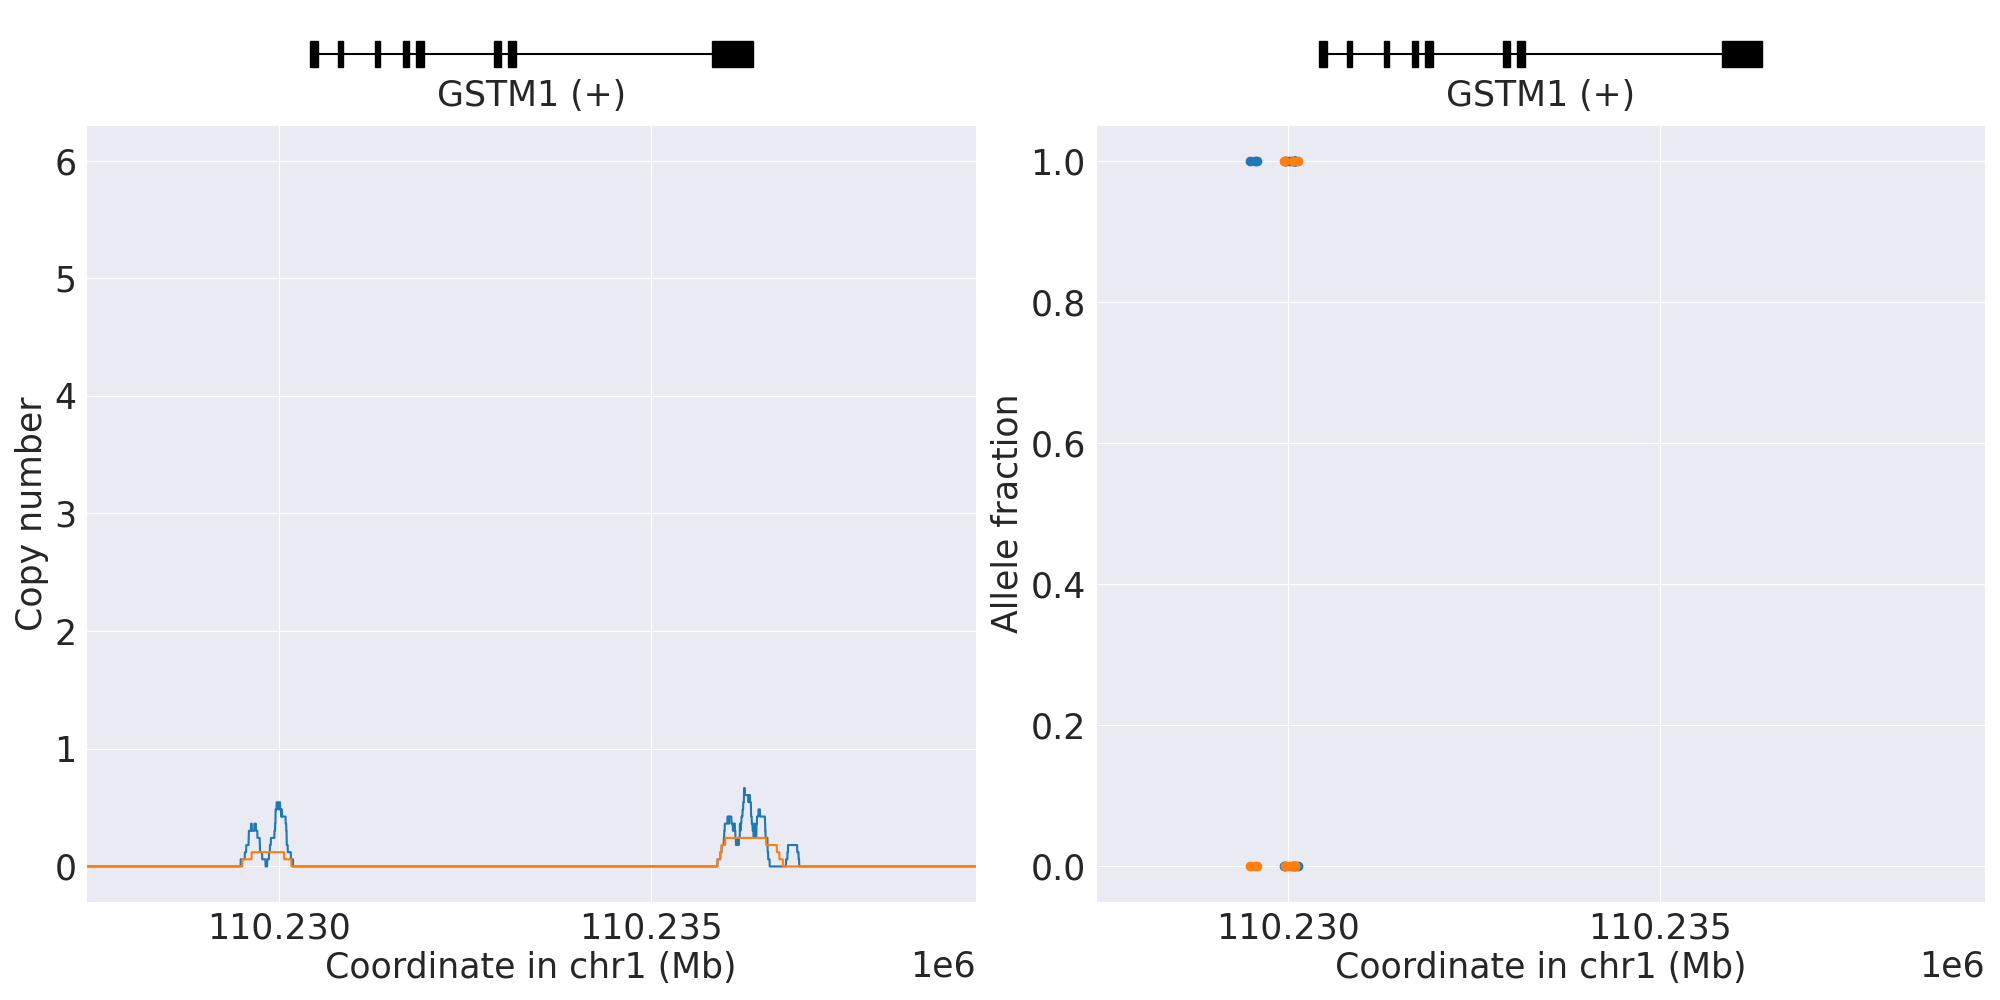 GSTM1 (+)
6
5
4
3
2
1
0
Copy number
110.230
110.235
Coordinate in chr1 (Mb)
1e6
GSTM1 (+)
1.0
0.8
0.6
0.4
0.2
0.0
Allele fraction
110.230
110.235
Coordinate in chr1 (Mb)
1e6